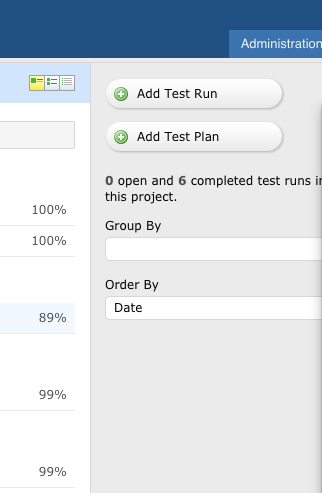 Administration
Add Test Run
Add Test Plan
0 open and 6 completed test runs in
this project.
Group By
Order By
Date
100%
100%
89%
99%
99%